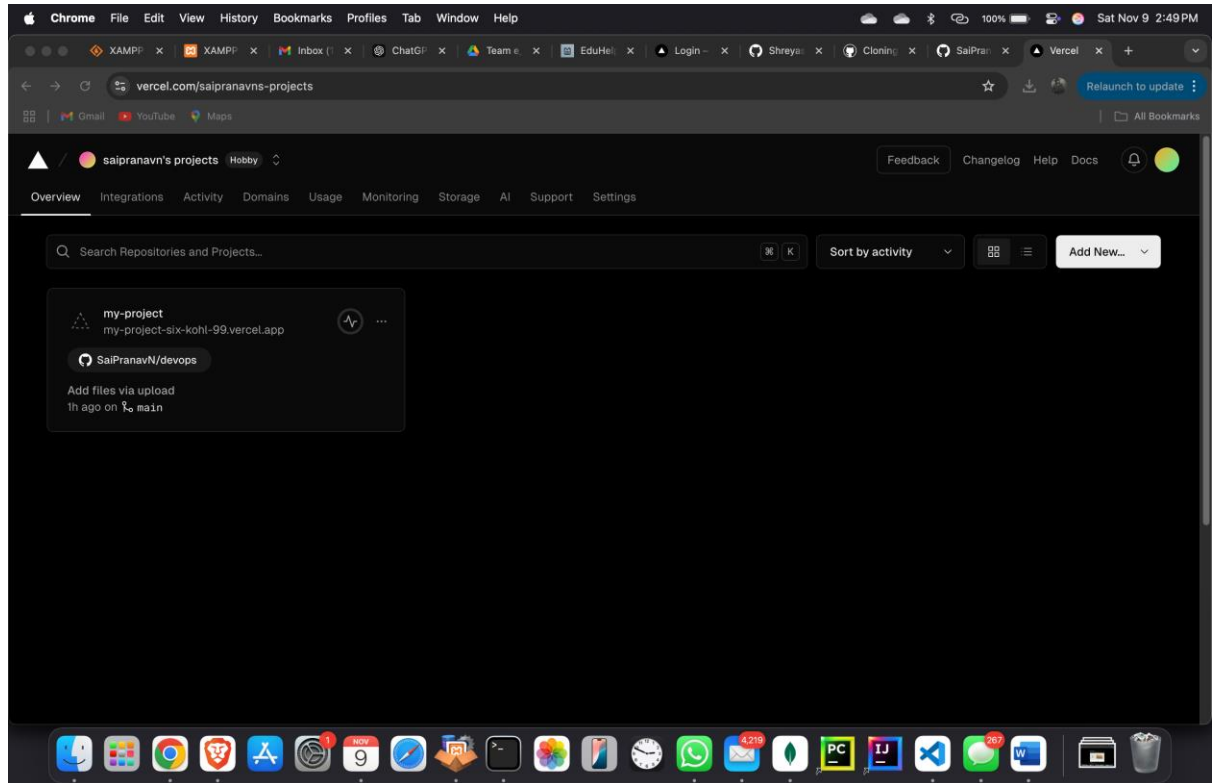 Chrome File Edit View History Bookmarks Profiles Tab Window Help 100% Sat Nov 9 2:49 PM
XAMPP XAMPP Inbox (1 ChatGP Team e EduHel Login – Shreyas Cloning SaiPran Vercel
vercel.com/saipranavns-projects Relaunch to update
Gmail YouTube Maps All Bookmarks
saipranavn's projects Hobby Feedback Changelog Help Docs
Overview Integrations Activity Domains Usage Monitoring Storage AI Support Settings
Search Repositories and Projects... ⌘ K Sort by activity Add New...
my-project
my-project-six-kohl-99.vercel.app
SaiPranavN/devops
Add files via upload
1h ago on main
1 NOV 9 4,219 PC IJ 267 W